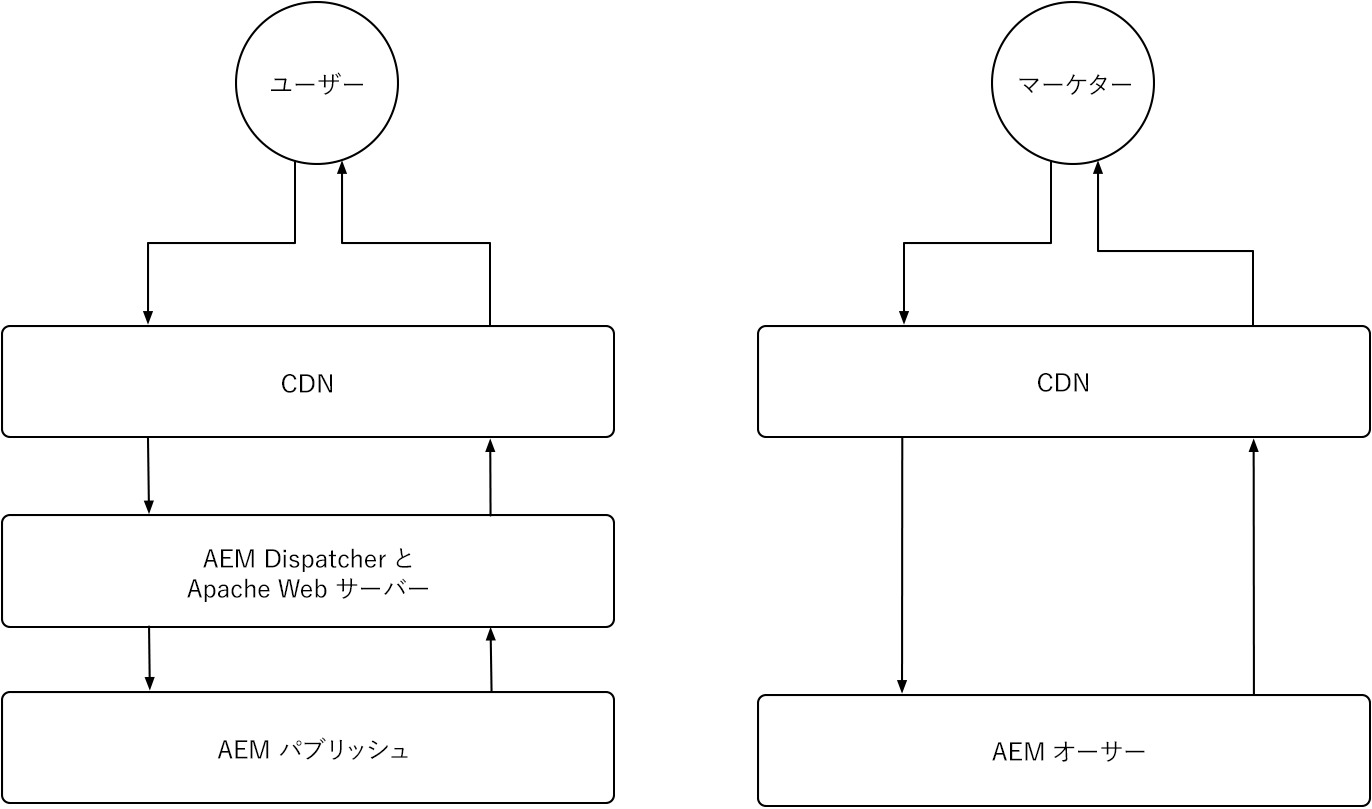 ユーザー
CDN
AEM Dispatcher と
Apache Web サーバー
AEM パブリッシュ
マーケター
CDN
AEM オーサー